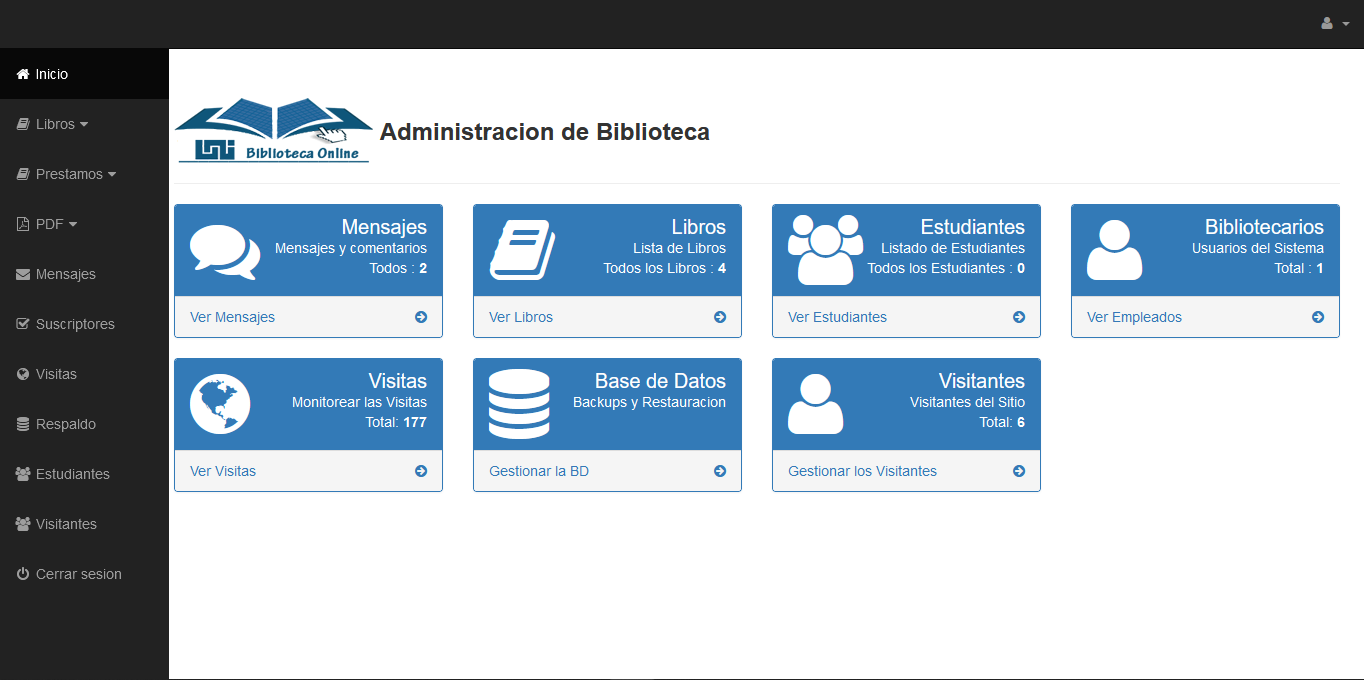 Inicio
Libros
Prestamos
PDF
Mensajes
Suscriptores
Visitas
Respaldo
Estudiantes
Visitantes
Cerrar sesion
UNI
Biblioteca Online
Administracion de Biblioteca
Mensajes
Mensajes y comentarios
Todos : 2
Ver Mensajes
Libros
Lista de Libros
Todos los Libros : 4
Ver Libros
Estudiantes
Listado de Estudiantes
Todos los Estudiantes : 0
Ver Estudiantes
Bibliotecarios
Usuarios del Sistema
Total : 1
Ver Empleados
Visitas
Monitorear las Visitas
Total: 177
Ver Visitas
Base de Datos
Backups y Restauracion
Gestionar la BD
Visitantes
Visitantes del Sitio
Total: 6
Gestionar los Visitantes